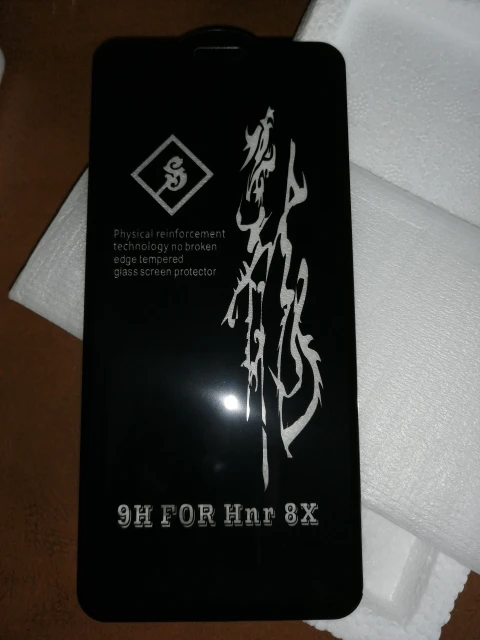 Physical reinforcement
technology no broken
edge tempered
glass screen protector
9H FOR Hnr 8X